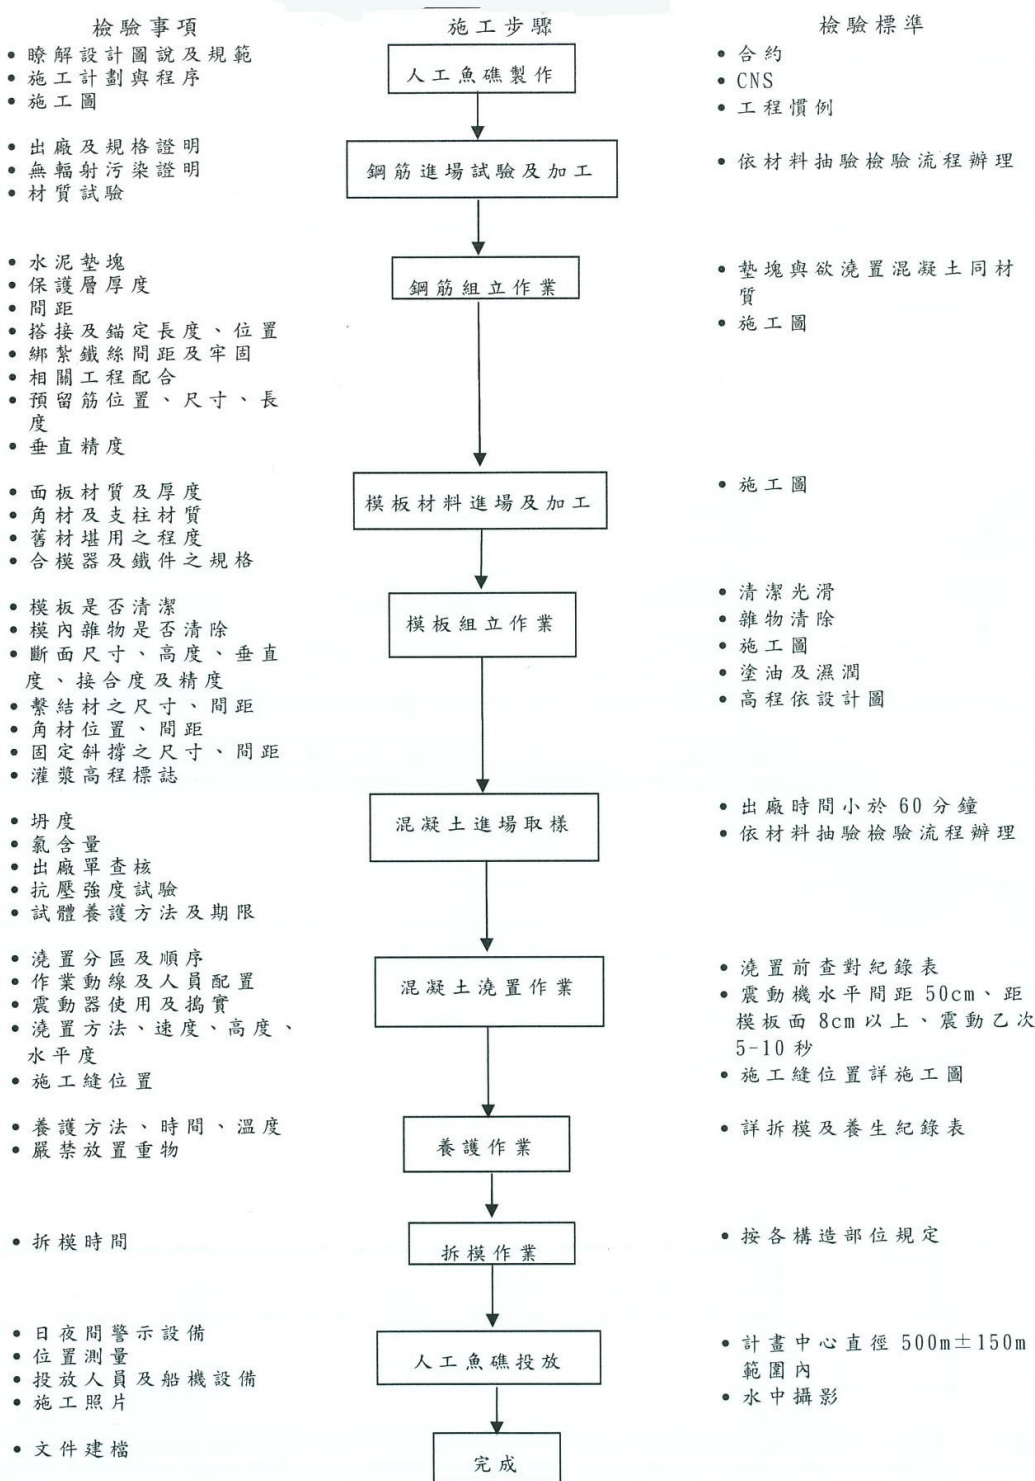 檢驗事項
• 瞭解設計圖說及規範
• 施工計劃與程序
• 施工圖
• 出廠及規格證明
• 無輻射污染證明
• 材質試驗
• 水泥墊塊
• 保護層厚度
• 間距
• 搭接及錨定長度、位置
• 綁紮鐵絲間距及牢固
• 相關工程配合
• 預留筋位置、尺寸、長
度
• 垂直精度
• 面板材質及厚度
• 角材及支柱材質
• 舊材堪用之程度
• 合模器及鐵件之規格
• 模板是否清潔
• 模內雜物是否清除
• 斷面尺寸、高度、垂直
度、接合度及精度
• 繫結材之尺寸、間距
• 角材位置、間距
• 固定斜撐之尺寸、間距
• 灌漿高程標誌
• 坍度
• 氯含量
• 出廠單查核
• 抗壓強度試驗
• 試體養護方法及期限
• 澆置分區及順序
• 作業動線及人員配置
• 震動器使用及搗實
• 澆置方法、速度、高度、
水平度
• 施工縫位置
• 養護方法、時間、溫度
• 嚴禁放置重物
• 拆模時間
• 日夜間警示設備
• 位置測量
• 投放人員及船機設備
• 施工照片
• 文件建檔
施工步驟
人工魚礁製作
鋼筋進場試驗及加工
鋼筋組立作業
模板材料進場及加工
模板組立作業
混凝土進場取樣
混凝土澆置作業
養護作業
拆模作業
人工魚礁投放
完成
檢驗標準
• 合約
• CNS
• 工程慣例
• 依材料抽驗檢驗流程辦理
• 墊塊與欲澆置混凝土同材
質
• 施工圖
• 施工圖
• 清潔光滑
• 雜物清除
• 施工圖
• 塗油及濕潤
• 高程依設計圖
• 出廠時間小於 60 分鐘
• 依材料抽驗檢驗流程辦理
• 澆置前查對紀錄表
• 震動機水平間距 50cm、距
模板面 8cm 以上、震動乙次
5-10 秒
• 施工縫位置詳施工圖
• 詳拆模及養生紀錄表
• 按各構造部位規定
• 計畫中心直徑 500m±150m
範圍內
• 水中攝影